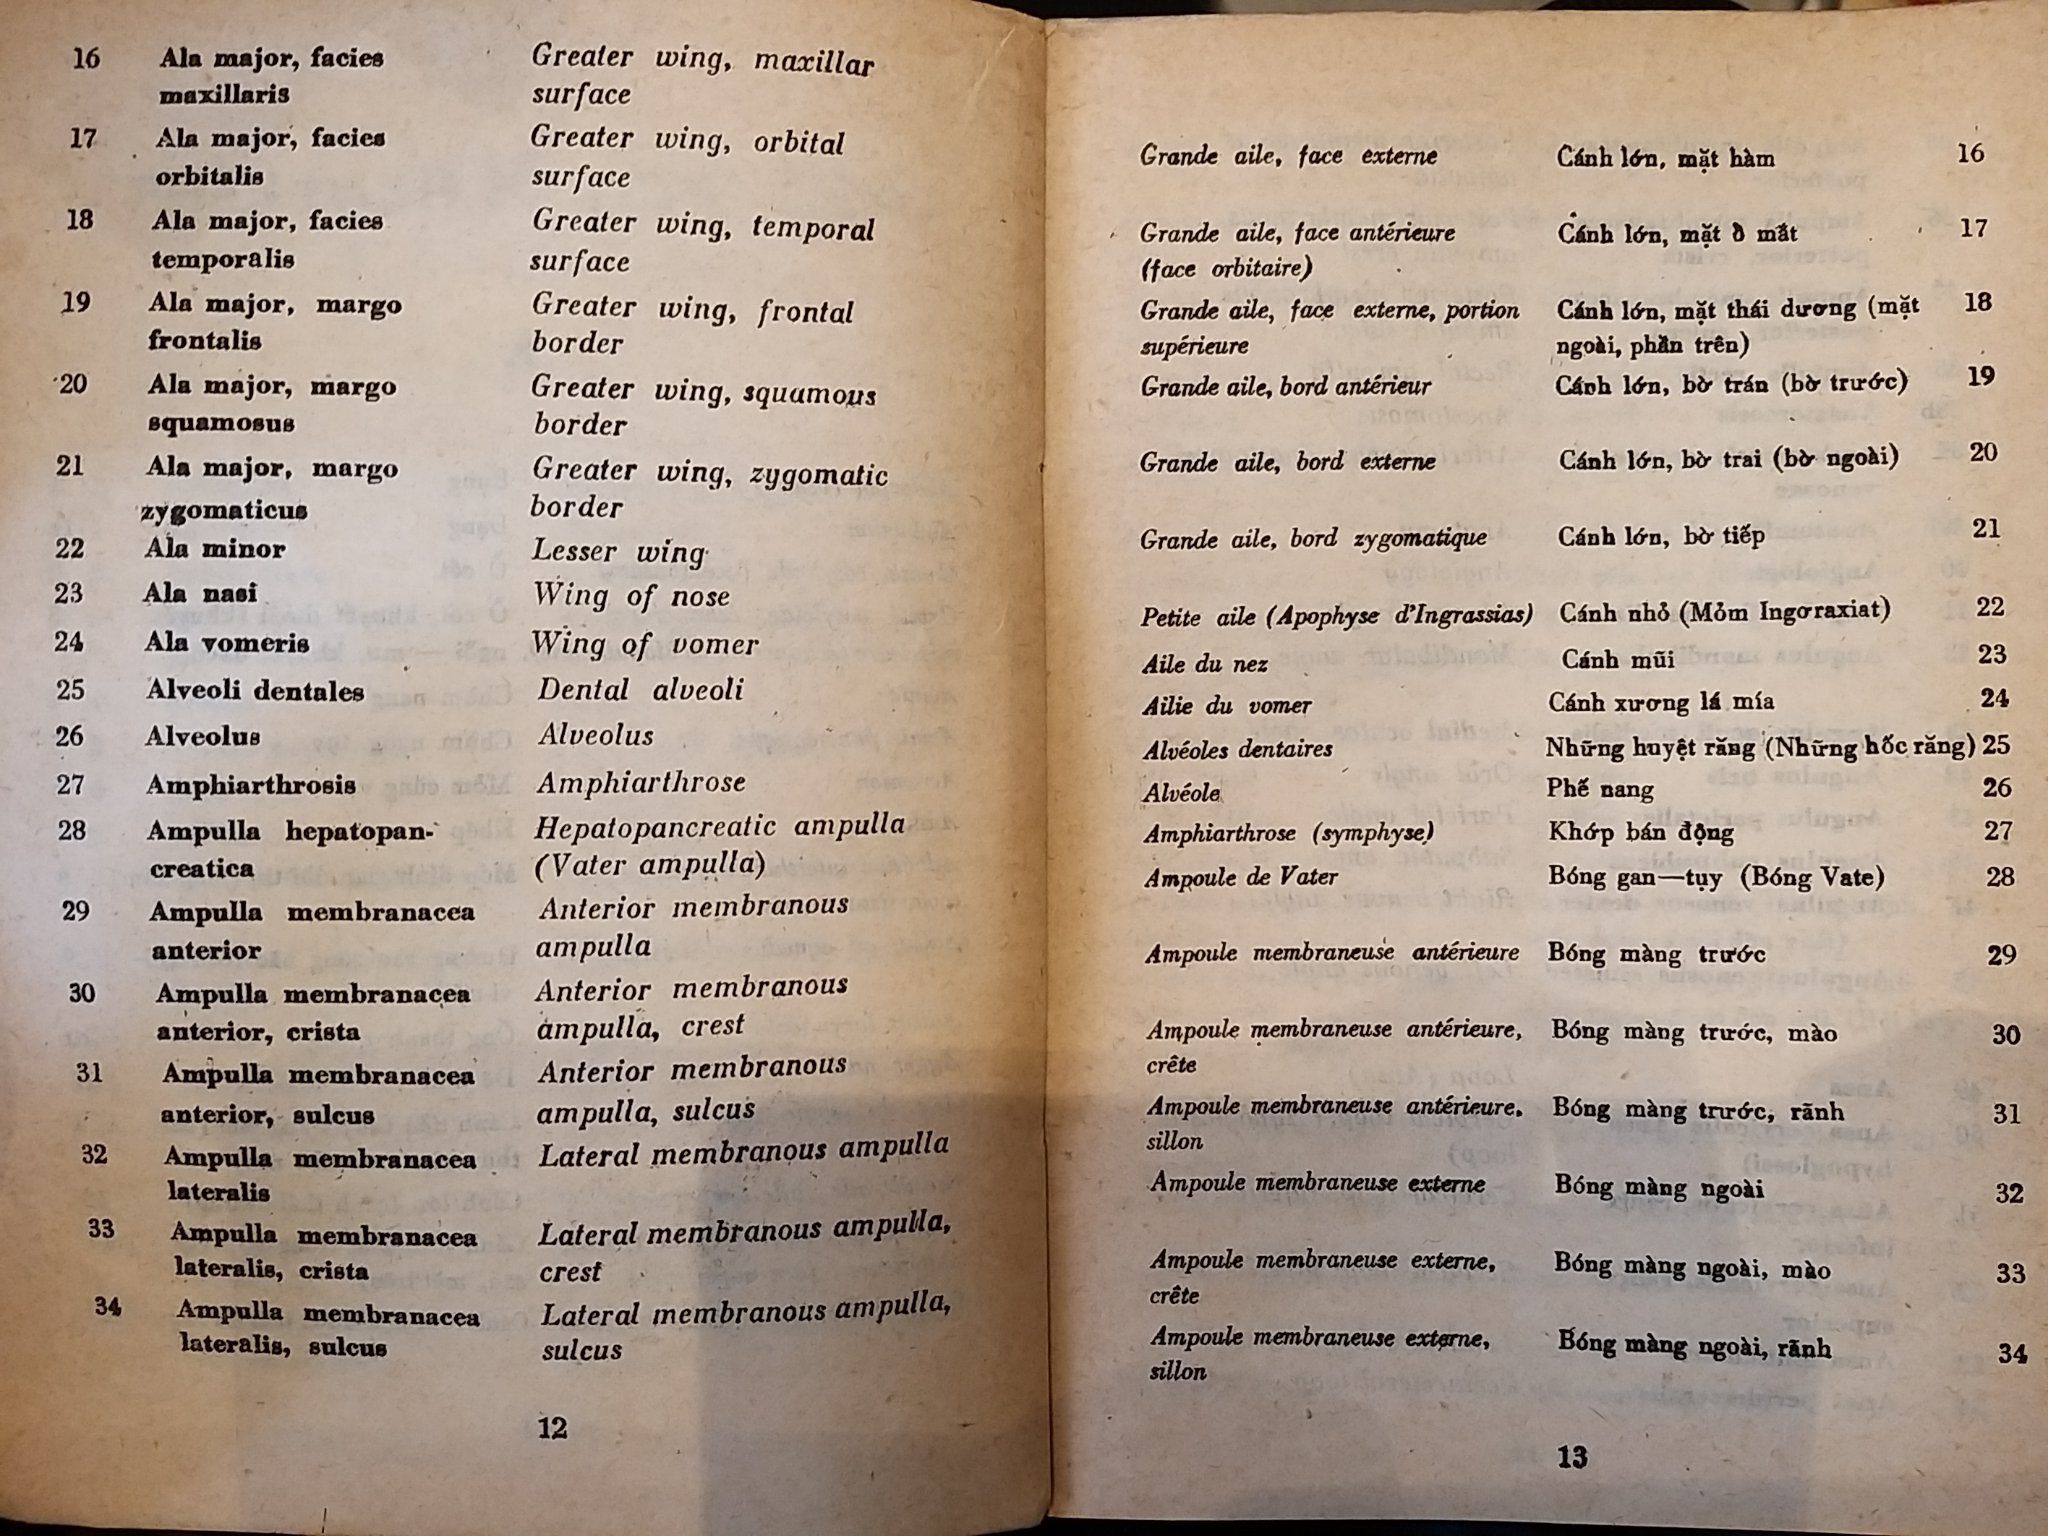 16 Ala major, facies Greater wing, maxillar
maxillaris surface
17 Ala major, facies Greater wing, orbital
orbitalis surface
18 Ala major, facies Greater wing, temporal
temporalis surface
19 Ala major, margo Greater wing, frontal
frontalis border
20 Ala major, margo Greater wing, squamous
squamosus border
21 Ala major, margo Greater wing, zygomatic
zygomaticus border
22 Ala minor Lesser wing
23 Ala nasi Wing of nose
24 Ala vomeris Wing of vomer
25 Alveoli dentales Dental alveoli
26 Alveolus Alveolus
27 Amphiarthrosis Amphiarthrose
28 Ampulla hepatopan- Hepatopancreatic ampulla
creatica (Vater ampulla)
29 Ampulla membranacea Anterior membranous
anterior ampulla
30 Ampulla membranacea Anterior membranous
anterior, crista ampulla, crest
31 Ampulla membranacea Anterior membranous
anterior, sulcus ampulla, sulcus
32 Ampulla membranacea Lateral membranous ampulla
lateralis
33 Ampulla membranacea Lateral membranous ampulla,
lateralis, crista crest
34 Ampulla membranacea Lateral membranous ampulla,
lateralis, sulcus sulcus
12
Grande aile, face externe Cánh lớn, mặt hàm 16
Grande aile, face antérieure Cánh lớn, mặt ổ mắt 17
(face orbitaire)
Grande aile, face externe, portion Cánh lớn, mặt thái dương (mặt 18
supérieure ngoài, phần trên)
Grande aile, bord antérieur Cánh lớn, bờ trán (bờ trước) 19
Grande aile, bord externe Cánh lớn, bờ trai (bờ ngoài) 20
Grande aile, bord zygomatique Cánh lớn, bờ tiếp 21
Petite aile (Apophyse d'Ingrassias) Cánh nhỏ (Mỏm Ingơraxiat) 22
Aile du nez Cánh mũi 23
Ailie du vomer Cánh xương lá mía 24
Alvéoles dentaires Những huyệt răng (Những hốc răng) 25
Alvéole Phế nang 26
Amphiarthrose (symphyse) Khớp bán động 27
Ampoule de Vater Bóng gan—tụy (Bóng Vate) 28
Ampoule membraneuse antérieure Bóng màng trước 29
Ampoule membraneuse antérieure, Bóng màng trước, mào 30
crête
Ampoule membraneuse antérieure, Bóng màng trước, rãnh 31
sillon
Ampoule membraneuse externe Bóng màng ngoài 32
Ampoule membraneuse externe, Bóng màng ngoài, mào 33
crête
Ampoule membraneuse externe, Bóng màng ngoài, rãnh 34
sillon
13